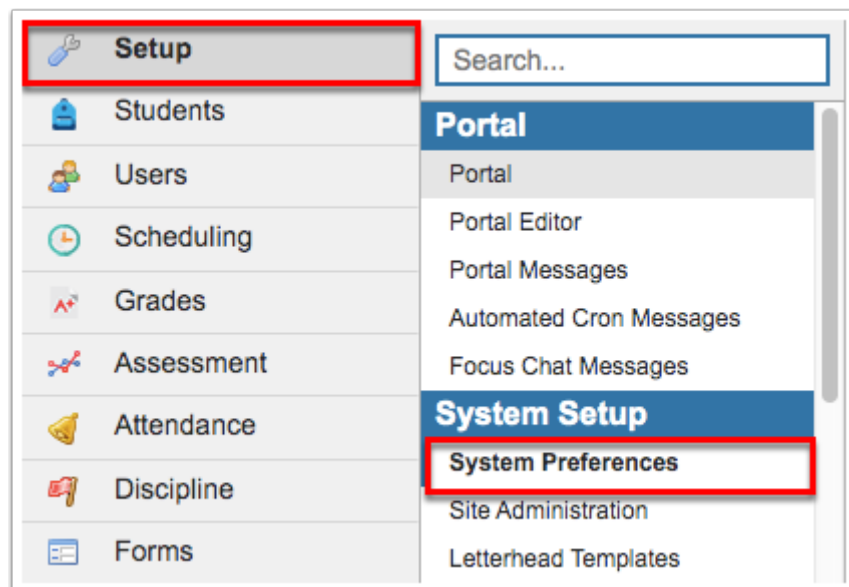 Setup
Students
Users
Scheduling
Grades
Assessment
Attendance
Discipline
Forms
Search...
Portal
Portal
Portal Editor
Portal Messages
Automated Cron Messages
Focus Chat Messages
System Setup
System Preferences
Site Administration
Letterhead Templates
A+